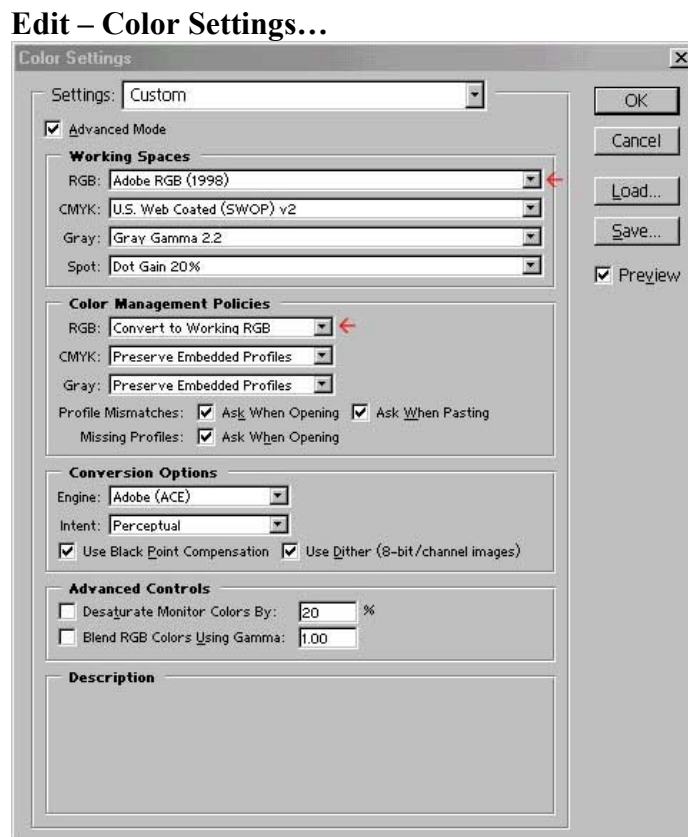 Edit – Color Settings…
Color Settings
Settings: Custom
OK
Advanced Mode
Cancel
Working Spaces
RGB: Adobe RGB (1998)
Load...
CMYK: U.S. Web Coated (SWOP) v2
Gray: Gray Gamma 2.2
Save...
Spot: Dot Gain 20%
Preview
Color Management Policies
RGB: Convert to Working RGB
CMYK: Preserve Embedded Profiles
Gray: Preserve Embedded Profiles
Profile Mismatches: Ask When Opening Ask When Pasting
Missing Profiles: Ask When Opening
Conversion Options
Engine: Adobe (ACE)
Intent: Perceptual
Use Black Point Compensation Use Dither (8-bit/channel images)
Advanced Controls
Desaturate Monitor Colors By: 20 %
Blend RGB Colors Using Gamma: 1.00
Description